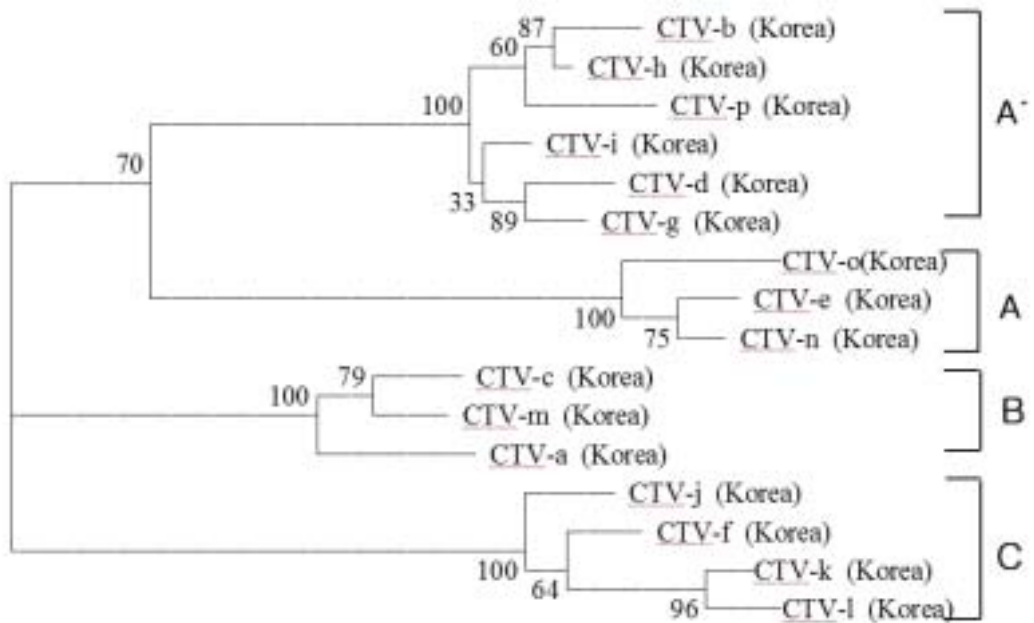 87
CTV-b (Korea)
60
CTV-h (Korea)
CTV-p (Korea)
100
A-
CTV-i (Korea)
70
CTV-d (Korea)
33
89
CTV-g (Korea)
CTV-o(Korea)
CTV-e (Korea)
A
100
75
CTV-n (Korea)
79
CTV-c (Korea)
100
CTV-m (Korea)
B
CTV-a (Korea)
CTV-j (Korea)
CTV-f (Korea)
C
100
CTV-k (Korea)
64
96
CTV-l (Korea)